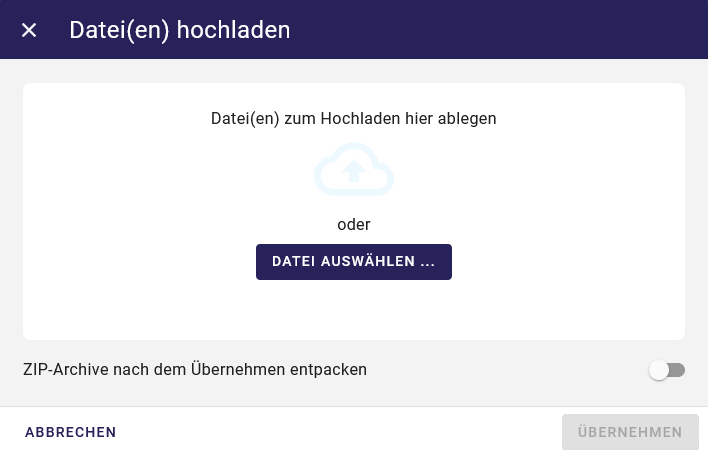 Datei(en) hochladen
Datei(en) zum Hochladen hier ablegen
oder
DATEI AUSWÄHLEN ...
ZIP-Archive nach dem Übernehmen entpacken
ABBRECHEN
ÜBERNEHMEN